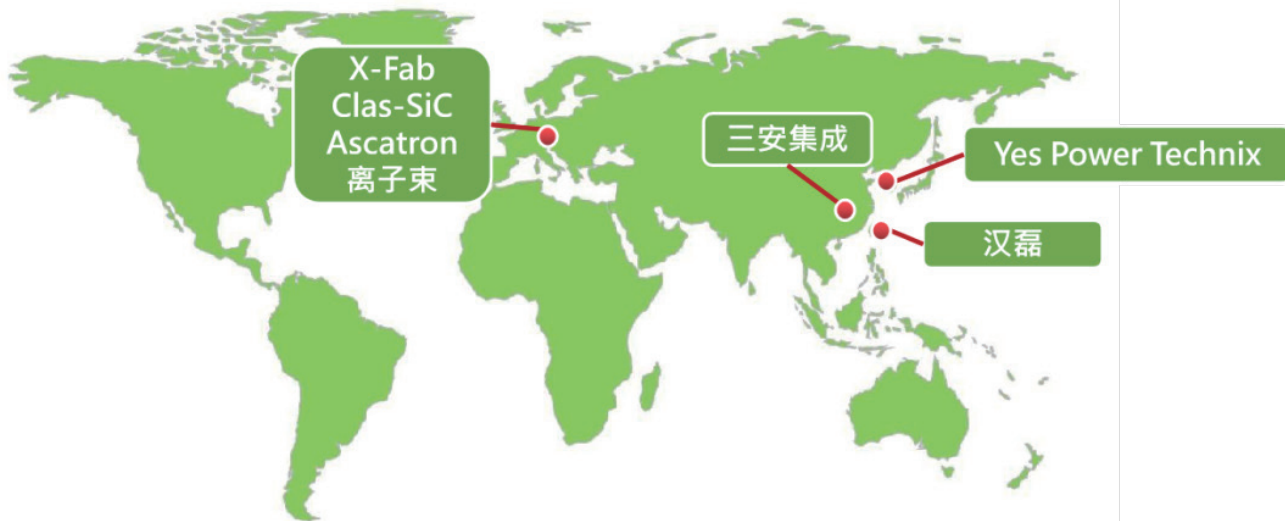 X-Fab
Clas-SiC
Ascatron
离子束
三安集成
Yes Power Technix
汉磊